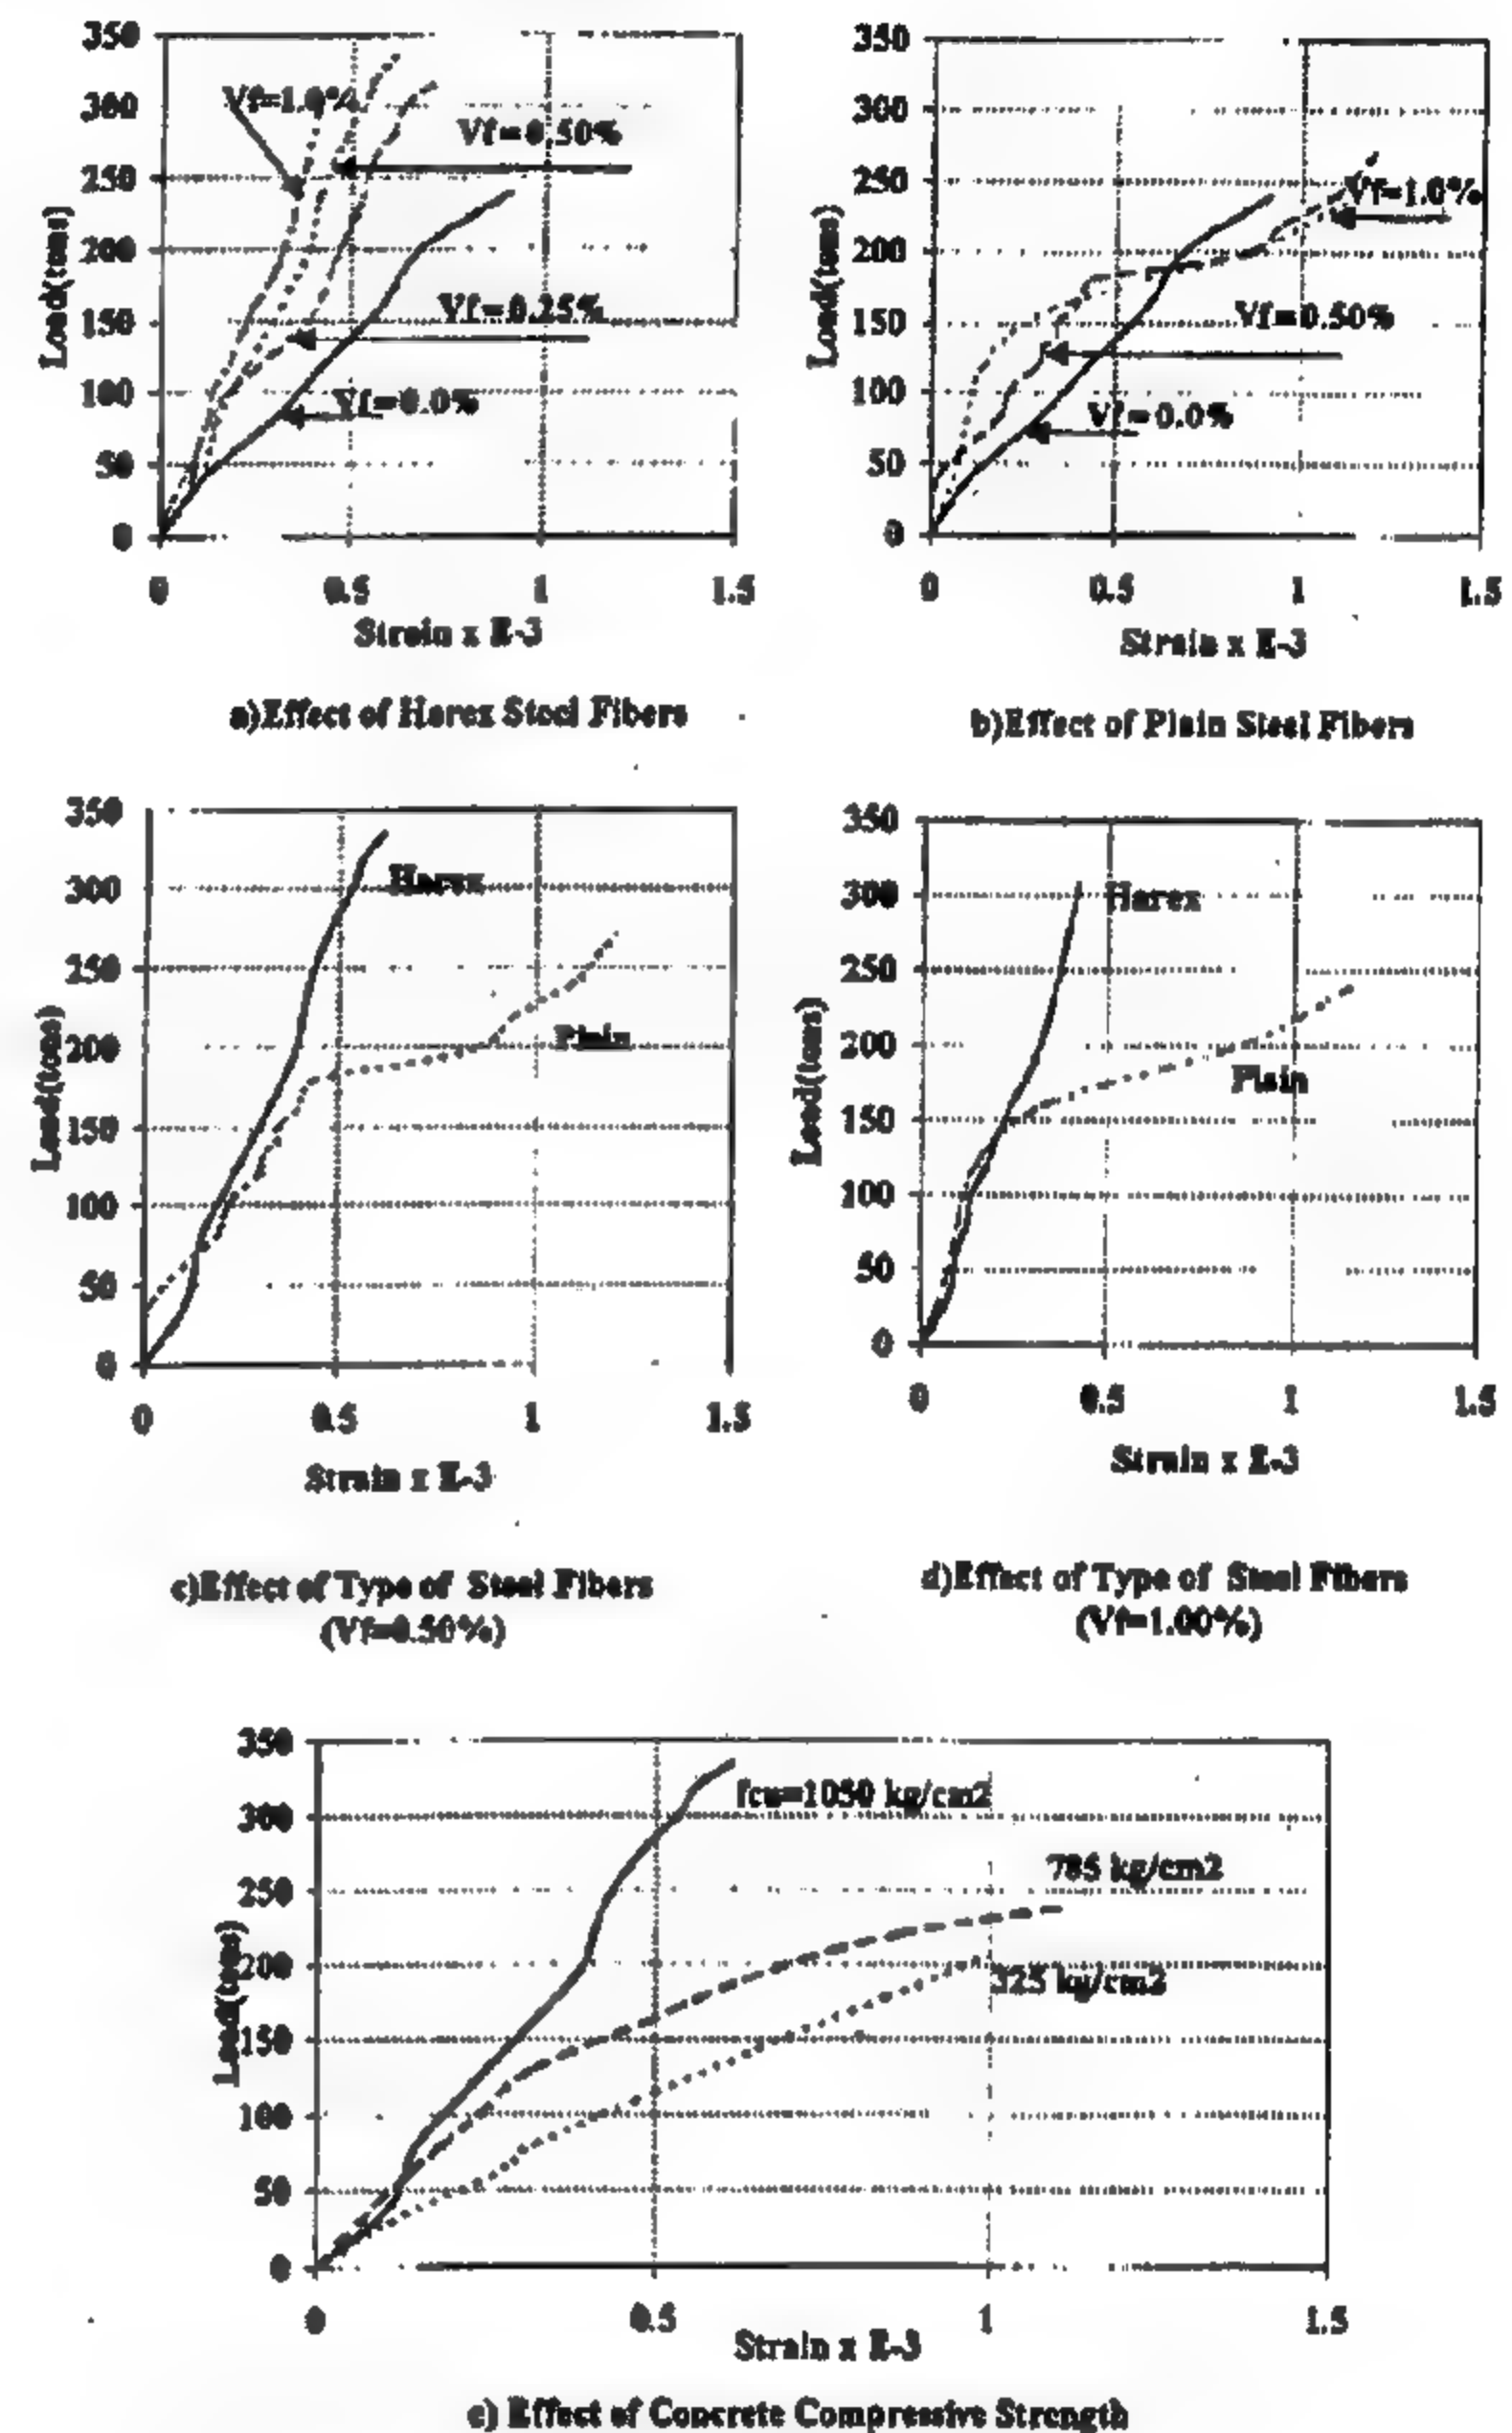 350
300
250
200
150
100
50
0
Load(tons)
Vf=1.0%
Vf=0.50%
Vf=0.25%
Vf=0.0%
0 0.5 1 1.5
Strain x E-3
a)Effect of Harex Steel Fibers
350
300
250
200
150
100
50
0
Load(tons)
Vf=1.0%
Vf=0.50%
Vf=0.0%
0 0.5 1 1.5
Strain x E-3
b)Effect of Plain Steel Fibers
350
300
250
200
150
100
50
0
Load(tons)
Harex
Plain
0 0.5 1 1.5
Strain x E-3
c)Effect of Type of Steel Fibers
(Vf=0.50%)
350
300
250
200
150
100
50
0
Load(tons)
Harex
Plain
0 0.5 1 1.5
Strain x E-3
d)Effect of Type of Steel Fibers
(Vf=1.00%)
350
300
250
200
150
100
50
0
Load(tons)
fcu=1050 kg/cm2
785 kg/cm2
325 kg/cm2
0 0.5 1 1.5
Strain x E-3
e) Effect of Concrete Compressive Strength